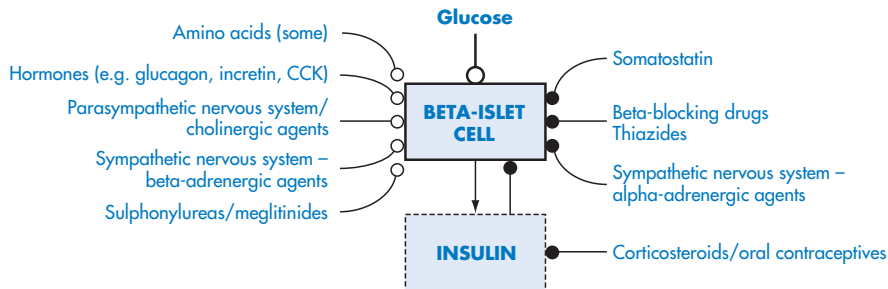 Glucose
Amino acids (some)
Hormones (e.g. glucagon, incretin, CCK)
Parasympathetic nervous system/
cholinergic agents
Sympathetic nervous system –
beta-adrenergic agents
Sulphonylureas/meglitinides
BETA-ISLET
CELL
Somatostatin
Beta-blocking drugs
Thiazides
Sympathetic nervous system –
alpha-adrenergic agents
INSULIN
Corticosteroids/oral contraceptives